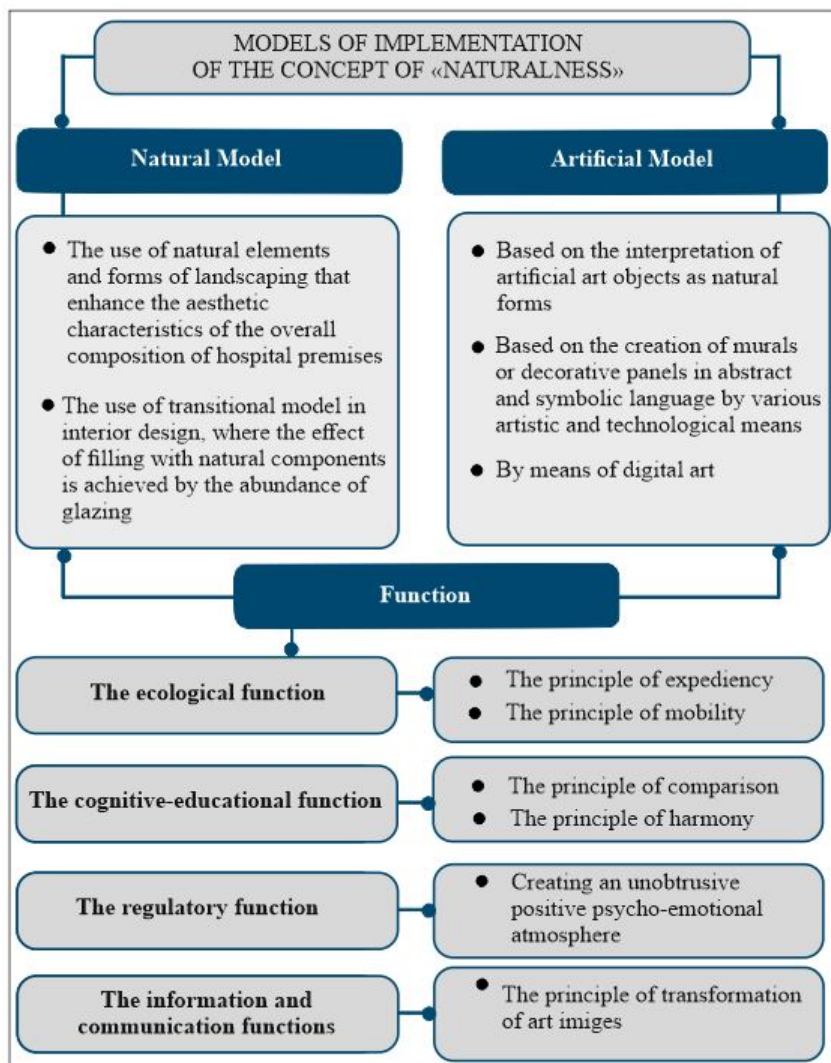 MODELS OF IMPLEMENTATION
OF THE CONCEPT OF «NATURALNESS»
Natural Model
● The use of natural elements
and forms of landscaping that
enhance the aesthetic
characteristics of the overall
composition of hospital premises
● The use of transitional model in
interior design, where the effect
of filling with natural components
is achieved by the abundance of
glazing
Artificial Model
● Based on the interpretation of
artificial art objects as natural
forms
● Based on the creation of murals
or decorative panels in abstract
and symbolic language by various
artistic and technological means
● By means of digital art
Function
The ecological function
● The principle of expediency
● The principle of mobility
The cognitive-educational function
● The principle of comparison
● The principle of harmony
The regulatory function
● Creating an unobtrusive
positive psycho-emotional
atmosphere
The information and
communication functions
● The principle of transformation
of art imiges